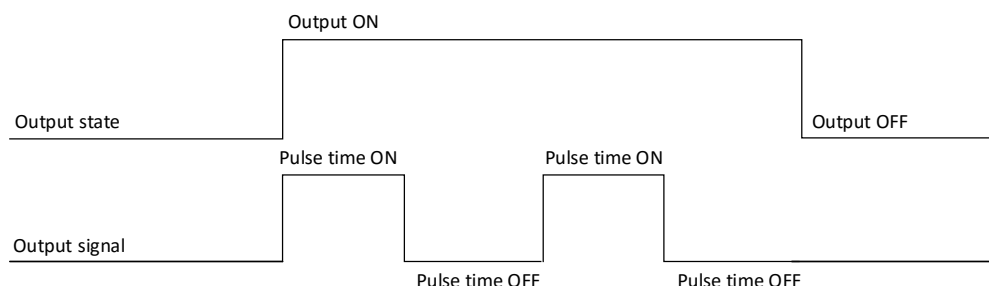 Output ON
Output state
Output OFF
Pulse time ON
Pulse time ON
Output signal
Pulse time OFF
Pulse time OFF